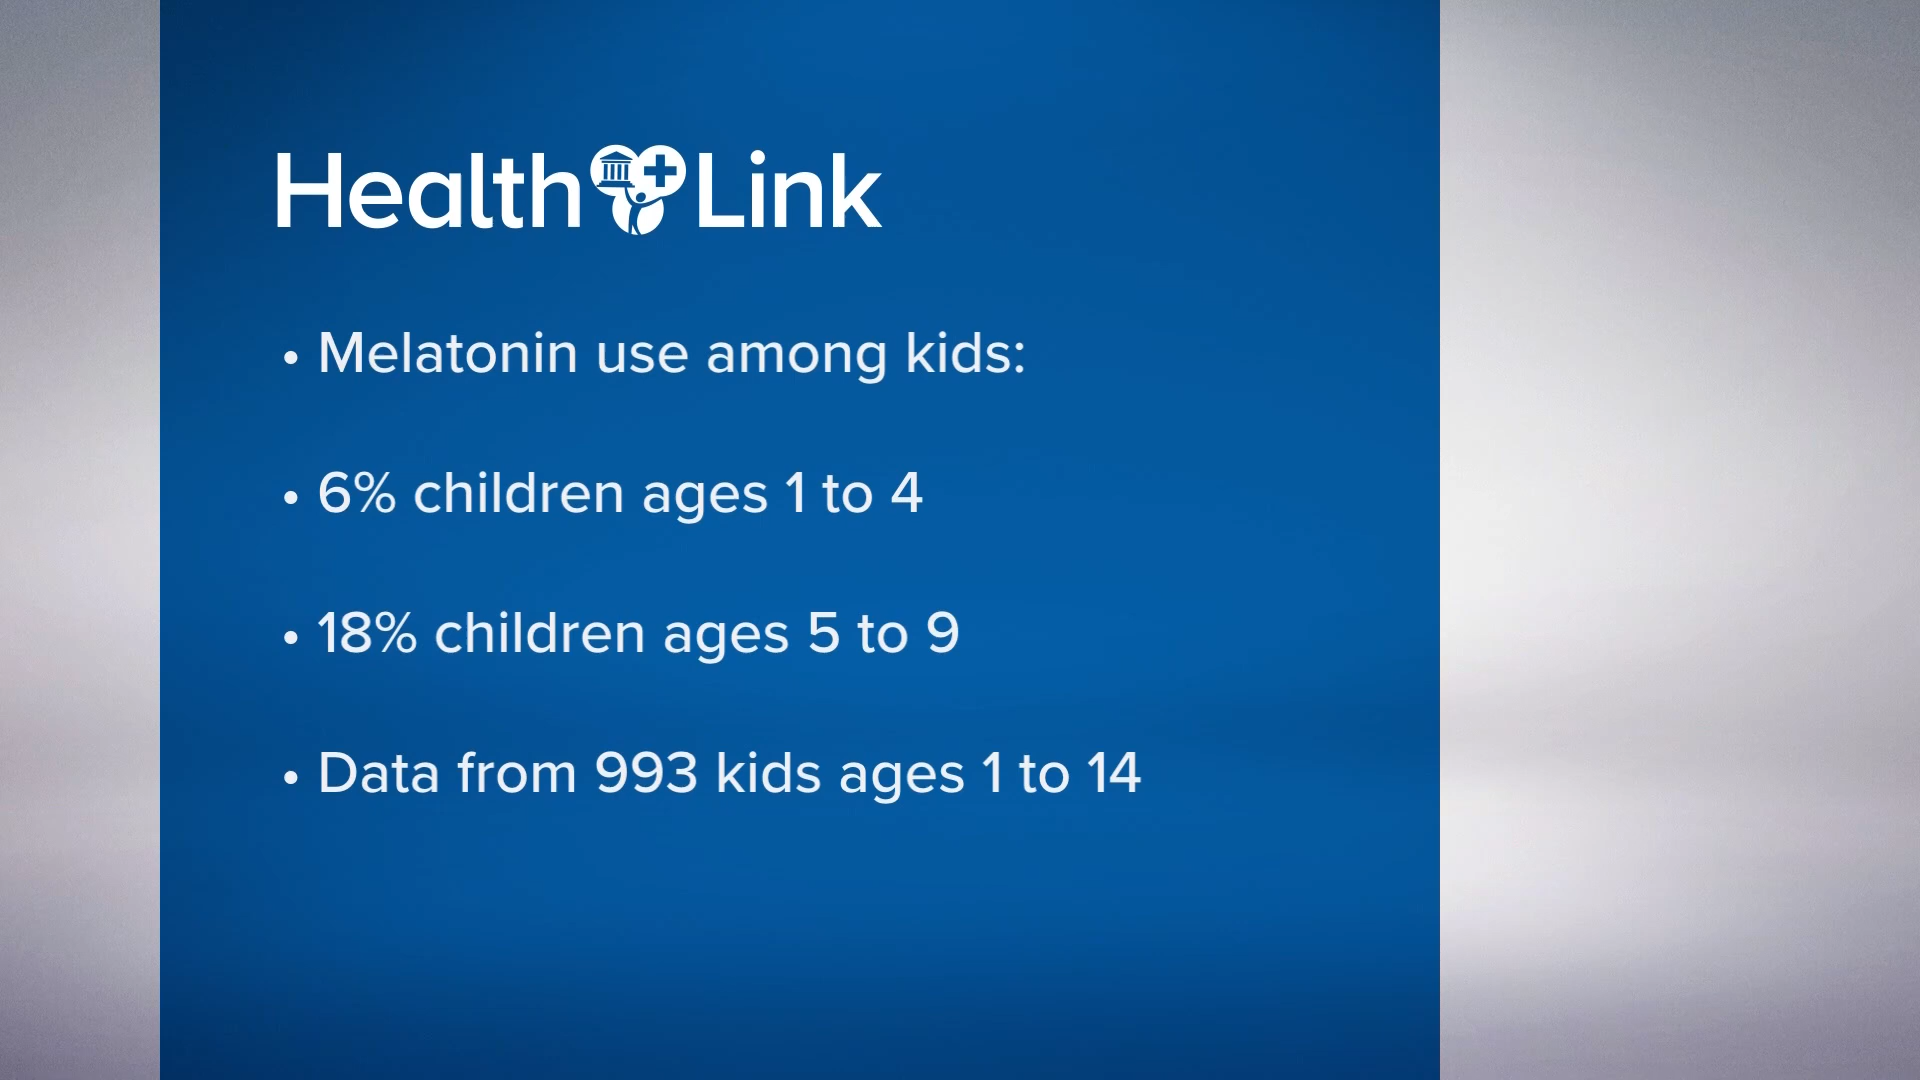 Health Link
• Melatonin use among kids:
• 6% children ages 1 to 4
• 18% children ages 5 to 9
• Data from 993 kids ages 1 to 14